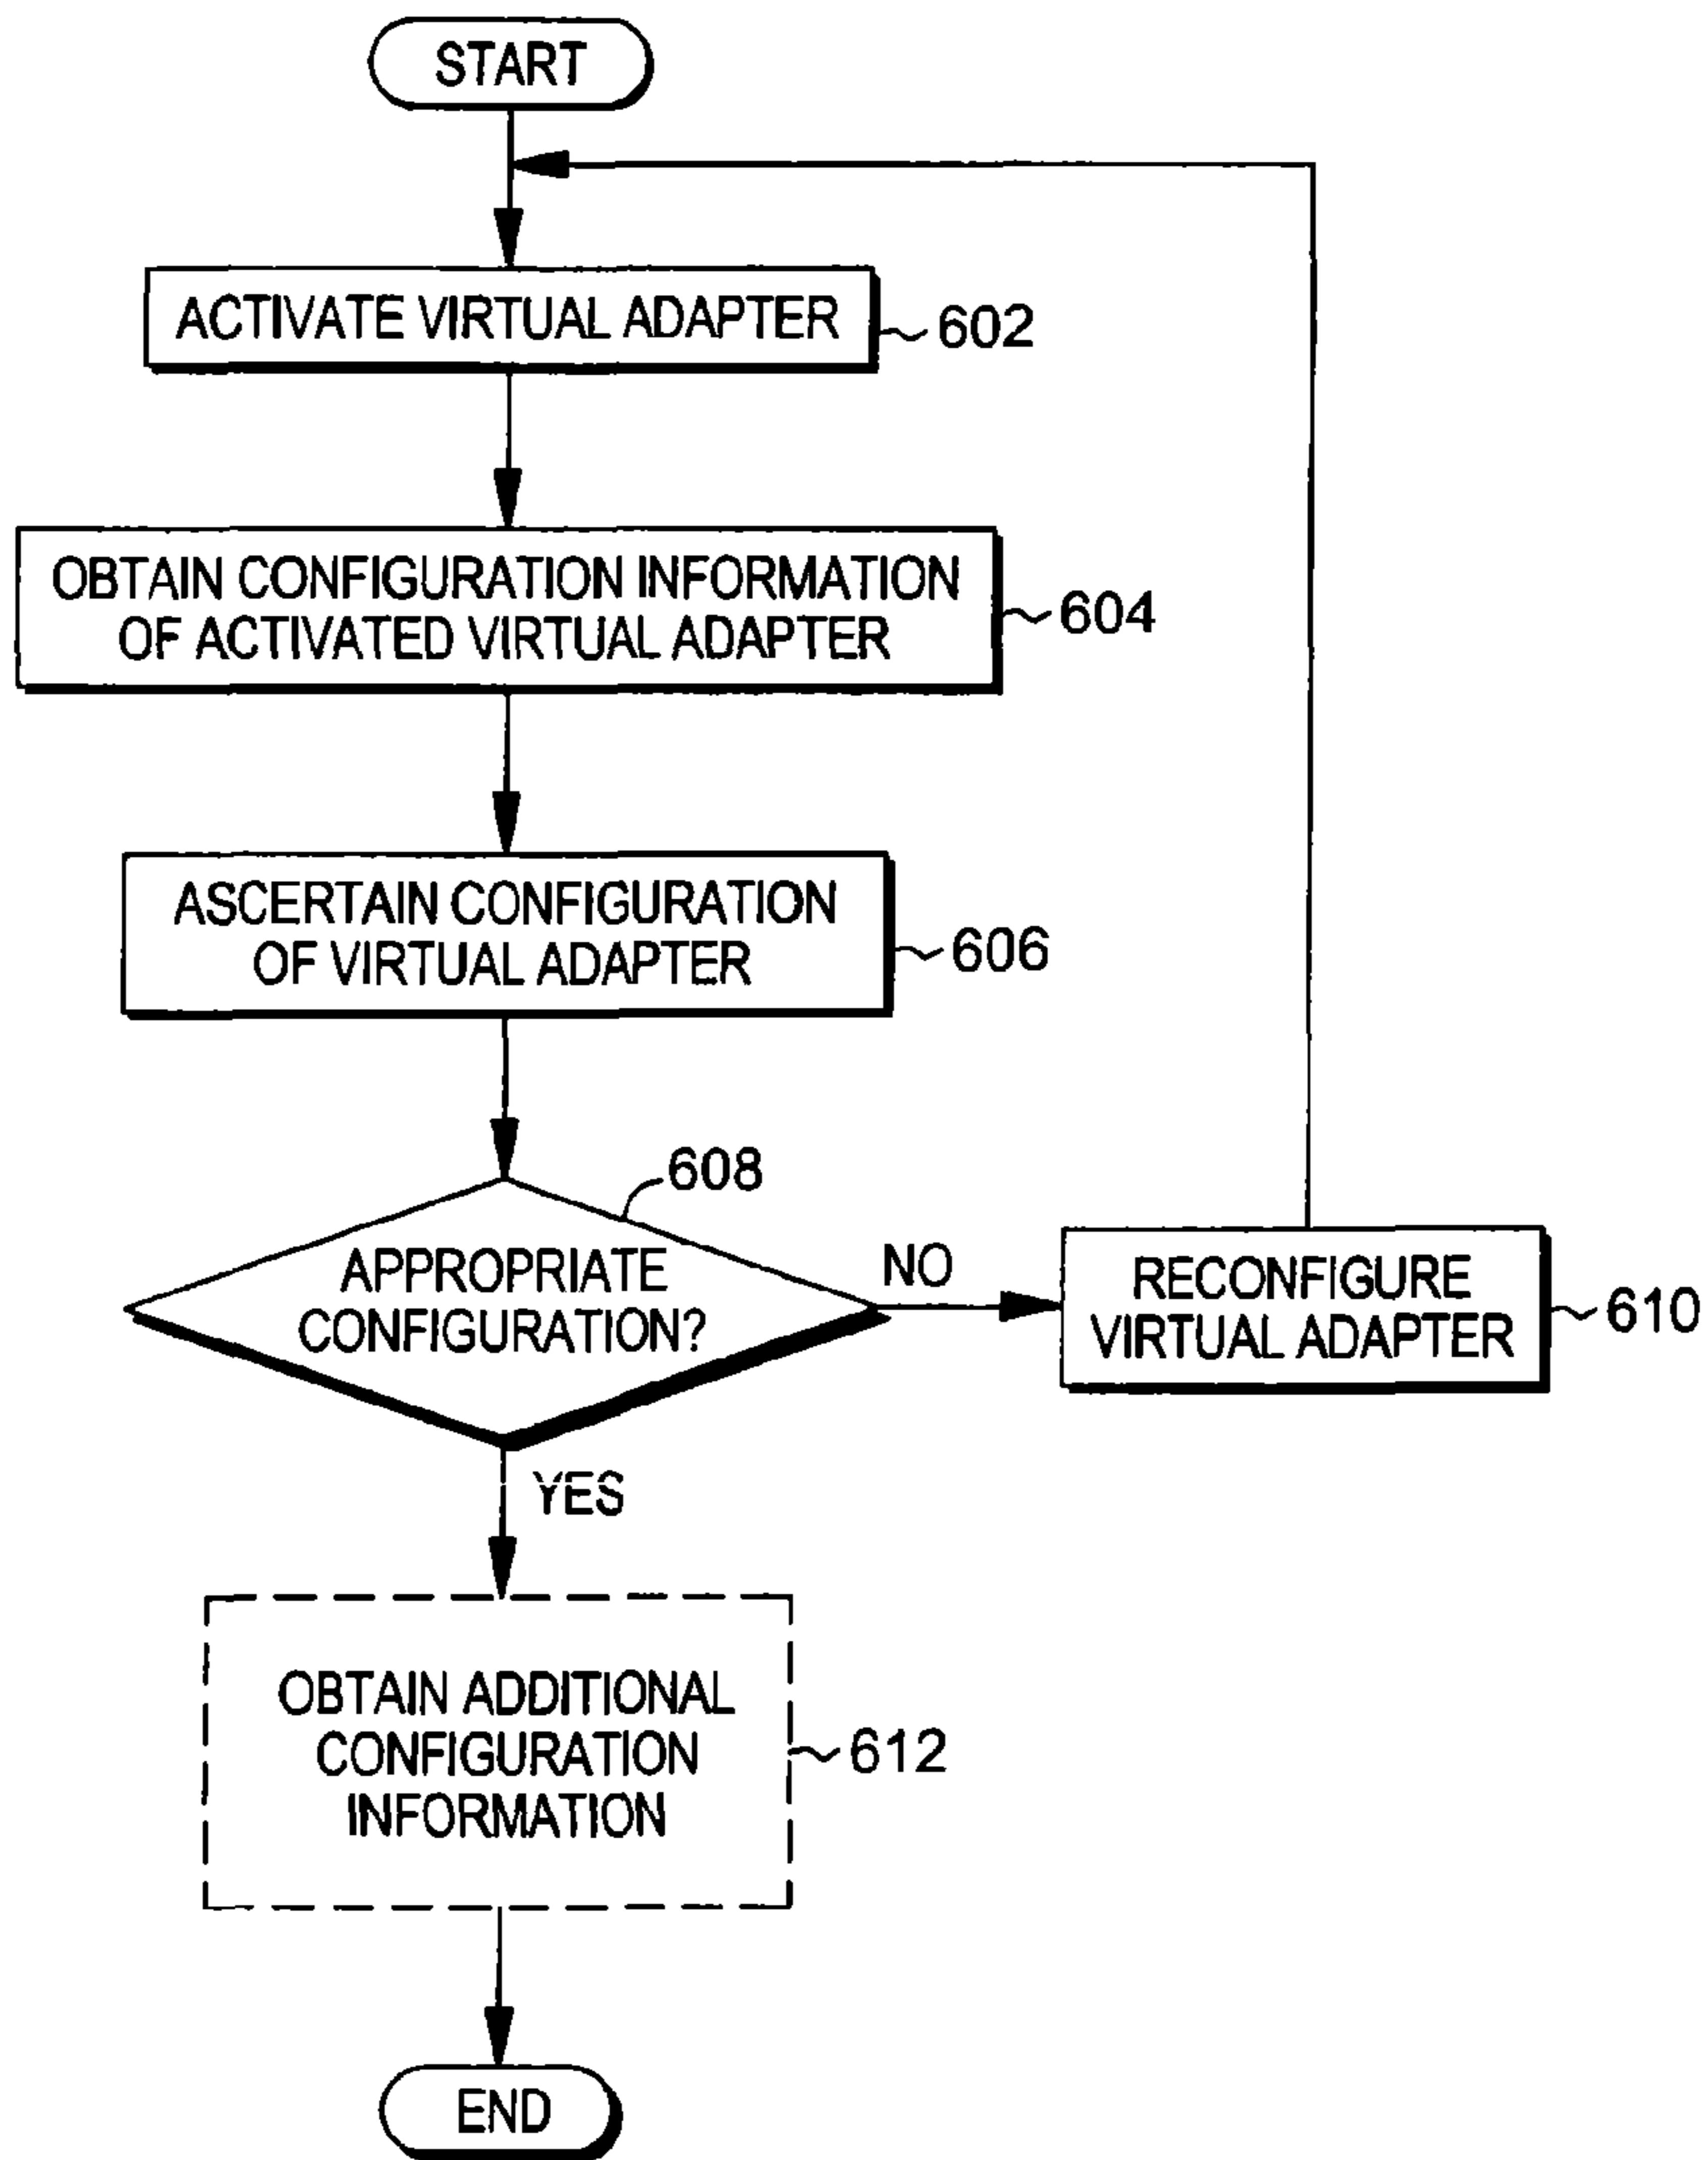 START
ACTIVATE VIRTUAL ADAPTER
602
OBTAIN CONFIGURATION INFORMATION
OF ACTIVATED VIRTUAL ADAPTER
604
ASCERTAIN CONFIGURATION
OF VIRTUAL ADAPTER
606
608
APPROPRIATE
CONFIGURATION?
NO
RECONFIGURE
VIRTUAL ADAPTER
610
YES
OBTAIN ADDITIONAL
CONFIGURATION
INFORMATION
612
END